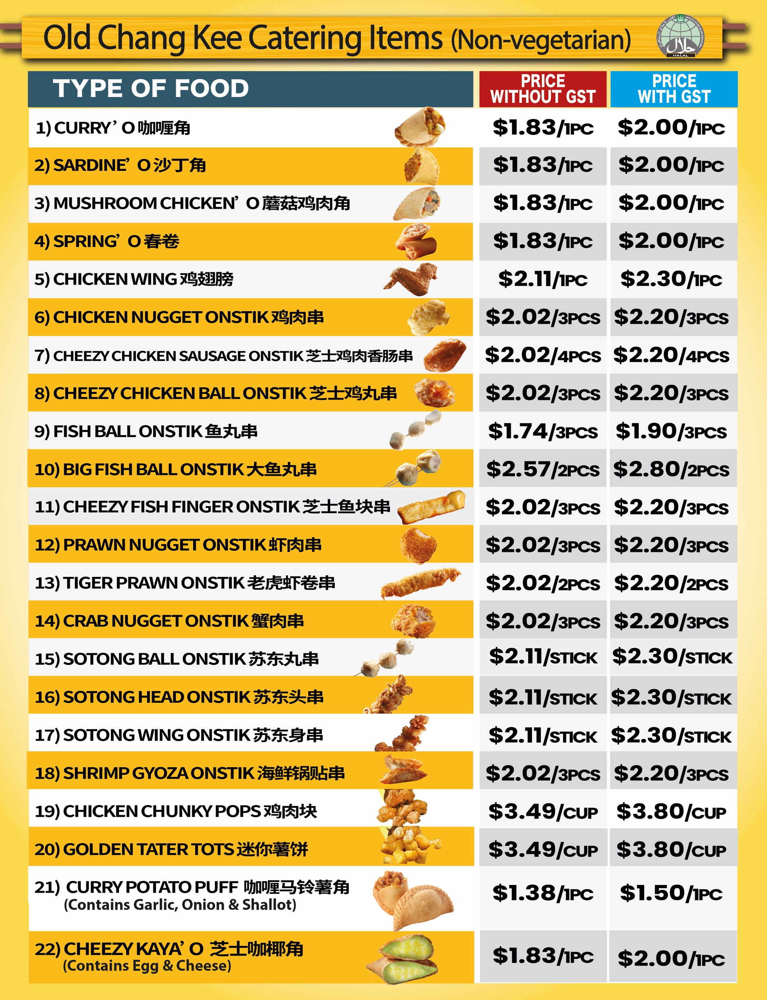 Old Chang Kee Catering Items (Non-vegetarian)
حلال
HALAL
TYPE OF FOOD
PRICE WITHOUT GST
PRICE WITH GST
1) CURRY’ O 咖喱角 $1.83/1PC $2.00/1PC
2) SARDINE’ O 沙丁角 $1.83/1PC $2.00/1PC
3) MUSHROOM CHICKEN’ O 蘑菇鸡肉角 $1.83/1PC $2.00/1PC
4) SPRING’ O 春卷 $1.83/1PC $2.00/1PC
5) CHICKEN WING 鸡翅膀 $2.11/1PC $2.30/1PC
6) CHICKEN NUGGET ONSTIK 鸡肉串 $2.02/3PCS $2.20/3PCS
7) CHEEZY CHICKEN SAUSAGE ONSTIK 芝士鸡肉香肠串 $2.02/4PCS $2.20/4PCS
8) CHEEZY CHICKEN BALL ONSTIK 芝士鸡丸串 $2.02/3PCS $2.20/3PCS
9) FISH BALL ONSTIK 鱼丸串 $1.74/3PCS $1.90/3PCS
10) BIG FISH BALL ONSTIK 大鱼丸串 $2.57/2PCS $2.80/2PCS
11) CHEEZY FISH FINGER ONSTIK 芝士鱼块串 $2.02/3PCS $2.20/3PCS
12) PRAWN NUGGET ONSTIK 虾肉串 $2.02/3PCS $2.20/3PCS
13) TIGER PRAWN ONSTIK 老虎虾卷串 $2.02/2PCS $2.20/2PCS
14) CRAB NUGGET ONSTIK 蟹肉串 $2.02/3PCS $2.20/3PCS
15) SOTONG BALL ONSTIK 苏东丸串 $2.11/STICK $2.30/STICK
16) SOTONG HEAD ONSTIK 苏东头串 $2.11/STICK $2.30/STICK
17) SOTONG WING ONSTIK 苏东身串 $2.11/STICK $2.30/STICK
18) SHRIMP GYOZA ONSTIK 海鲜锅贴串 $2.02/3PCS $2.20/3PCS
19) CHICKEN CHUNKY POPS 鸡肉块 $3.49/CUP $3.80/CUP
20) GOLDEN TATER TOTS 迷你薯饼 $3.49/CUP $3.80/CUP
21) CURRY POTATO PUFF 咖喱马铃薯角 $1.38/1PC $1.50/1PC
(Contains Garlic, Onion & Shallot)
22) CHEEZY KAYA’ O 芝士咖椰角 $1.83/1PC $2.00/1PC
(Contains Egg & Cheese)